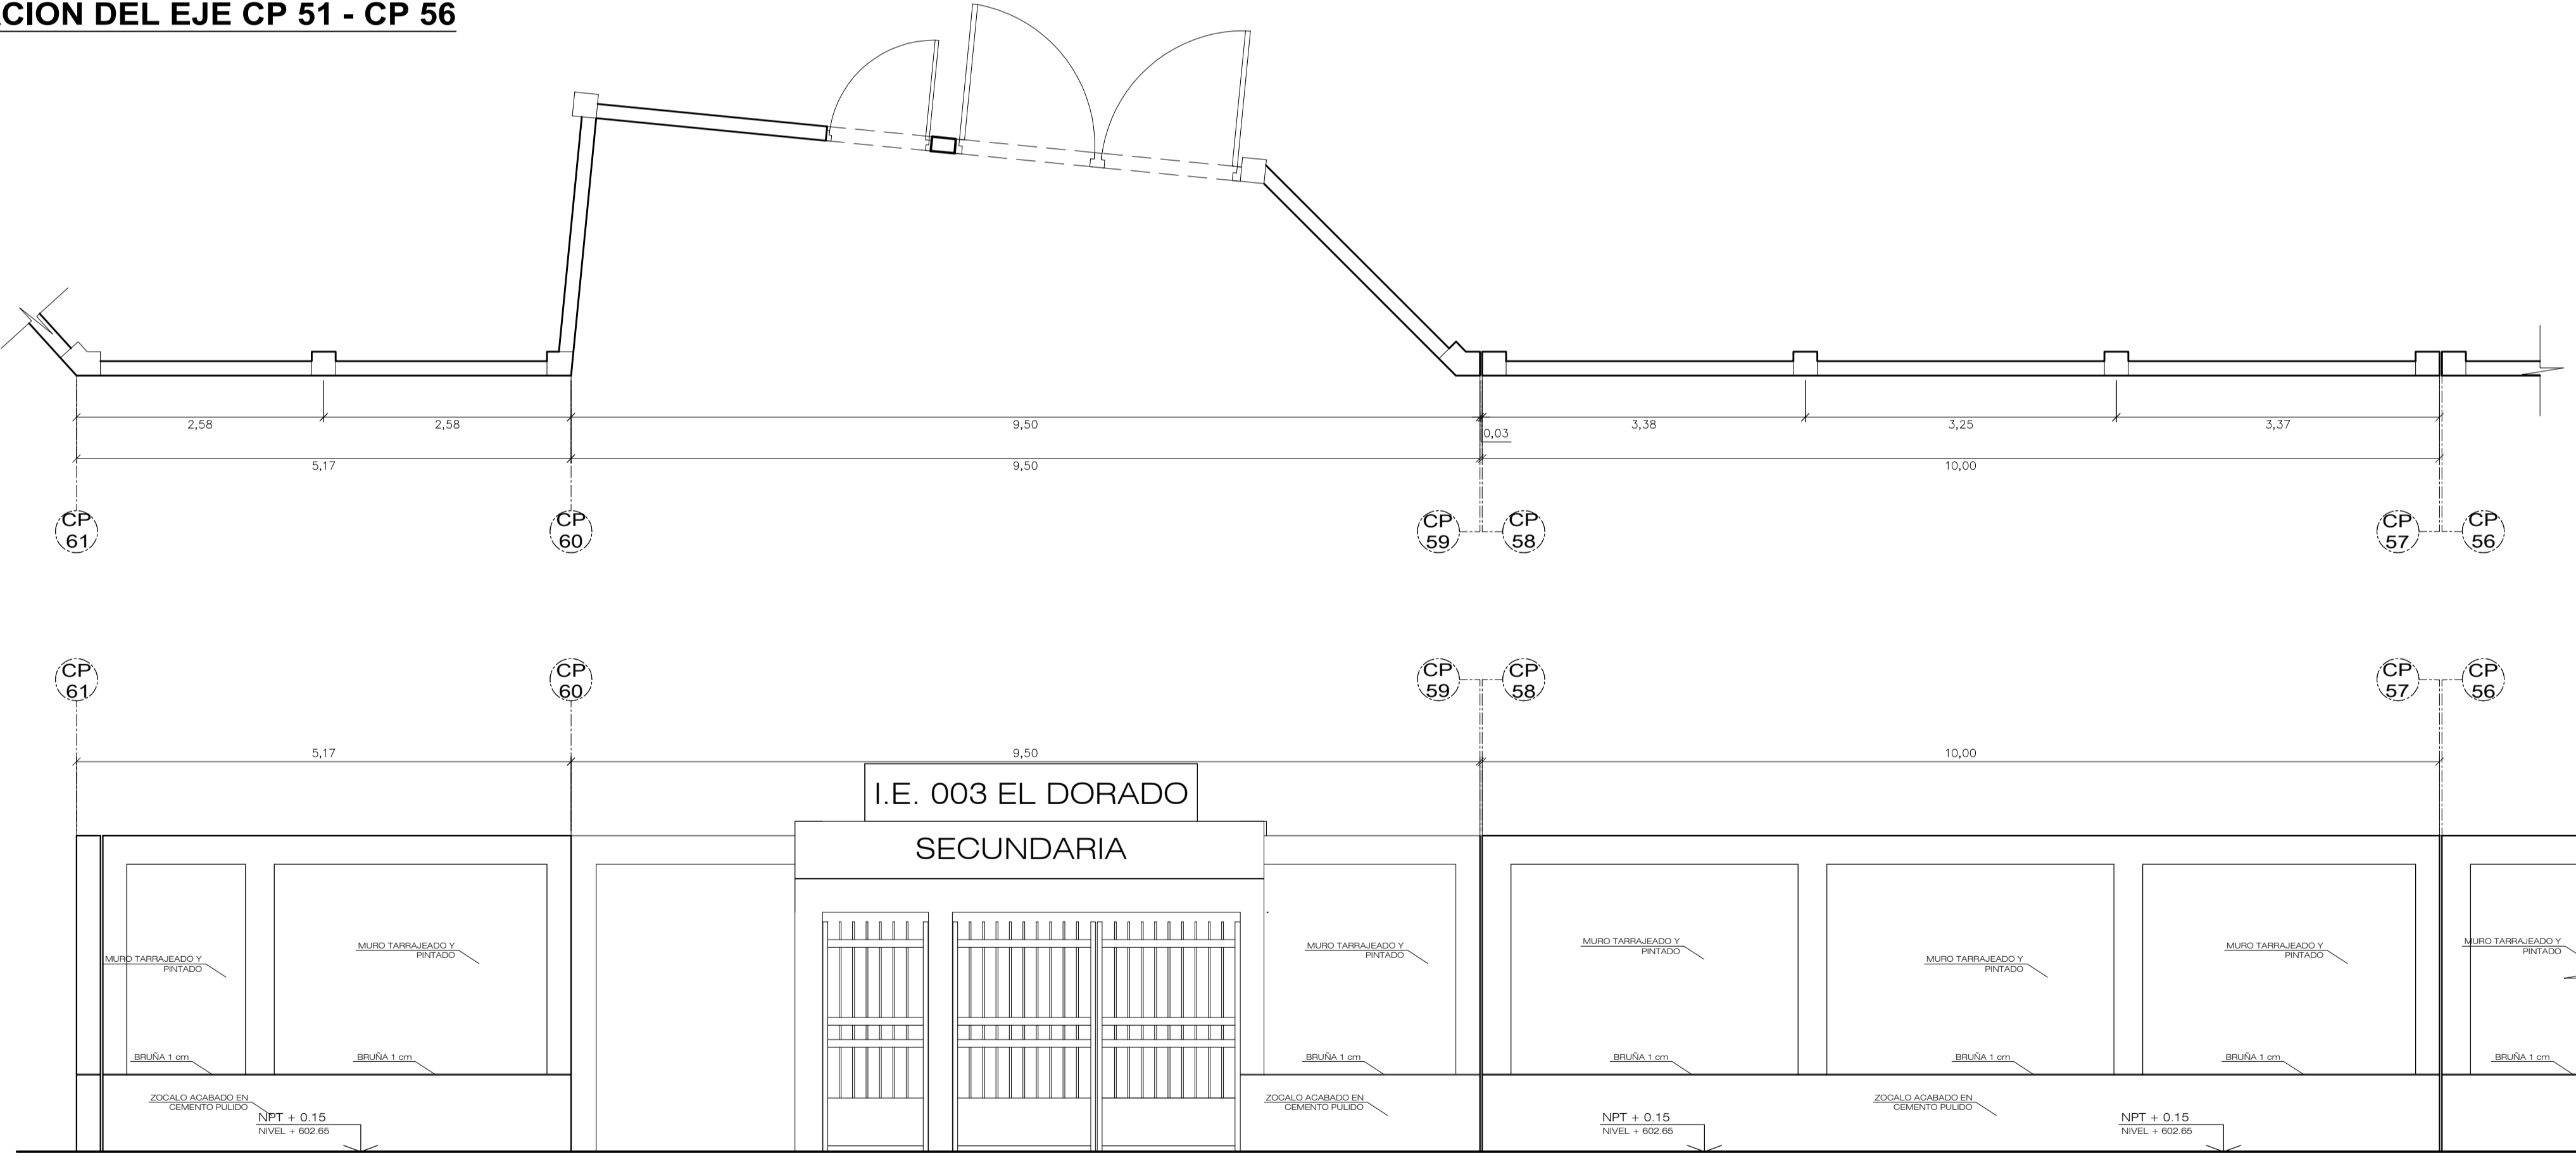 ACION DEL EJE CP 51 - CP 56
2,58
2,58
9,50
0,03
3,38
3,25
3,37
5,17
9,50
10,00
CP
61
CP
60
CP
59
CP
58
CP
57
CP
56
CP
61
CP
60
CP
59
CP
58
CP
57
CP
56
5,17
9,50
10,00
I.E. 003 EL DORADO
SECUNDARIA
MURO TARRAJEADO Y
PINTADO
MURO TARRAJEADO Y
PINTADO
MURO TARRAJEADO Y
PINTADO
MURO TARRAJEADO Y
PINTADO
MURO TARRAJEADO Y
PINTADO
MURO TARRAJEADO Y
PINTADO
MURO TARRAJEADO Y
PINTADO
BRUÑA 1 cm
BRUÑA 1 cm
BRUÑA 1 cm
BRUÑA 1 cm
BRUÑA 1 cm
BRUÑA 1 cm
BRUÑA 1 cm
ZOCALO ACABADO EN
CEMENTO PULIDO
ZOCALO ACABADO EN
CEMENTO PULIDO
ZOCALO ACABADO EN
CEMENTO PULIDO
NPT + 0.15
NIVEL + 602.65
NPT + 0.15
NIVEL + 602.65
NPT + 0.15
NIVEL + 602.65